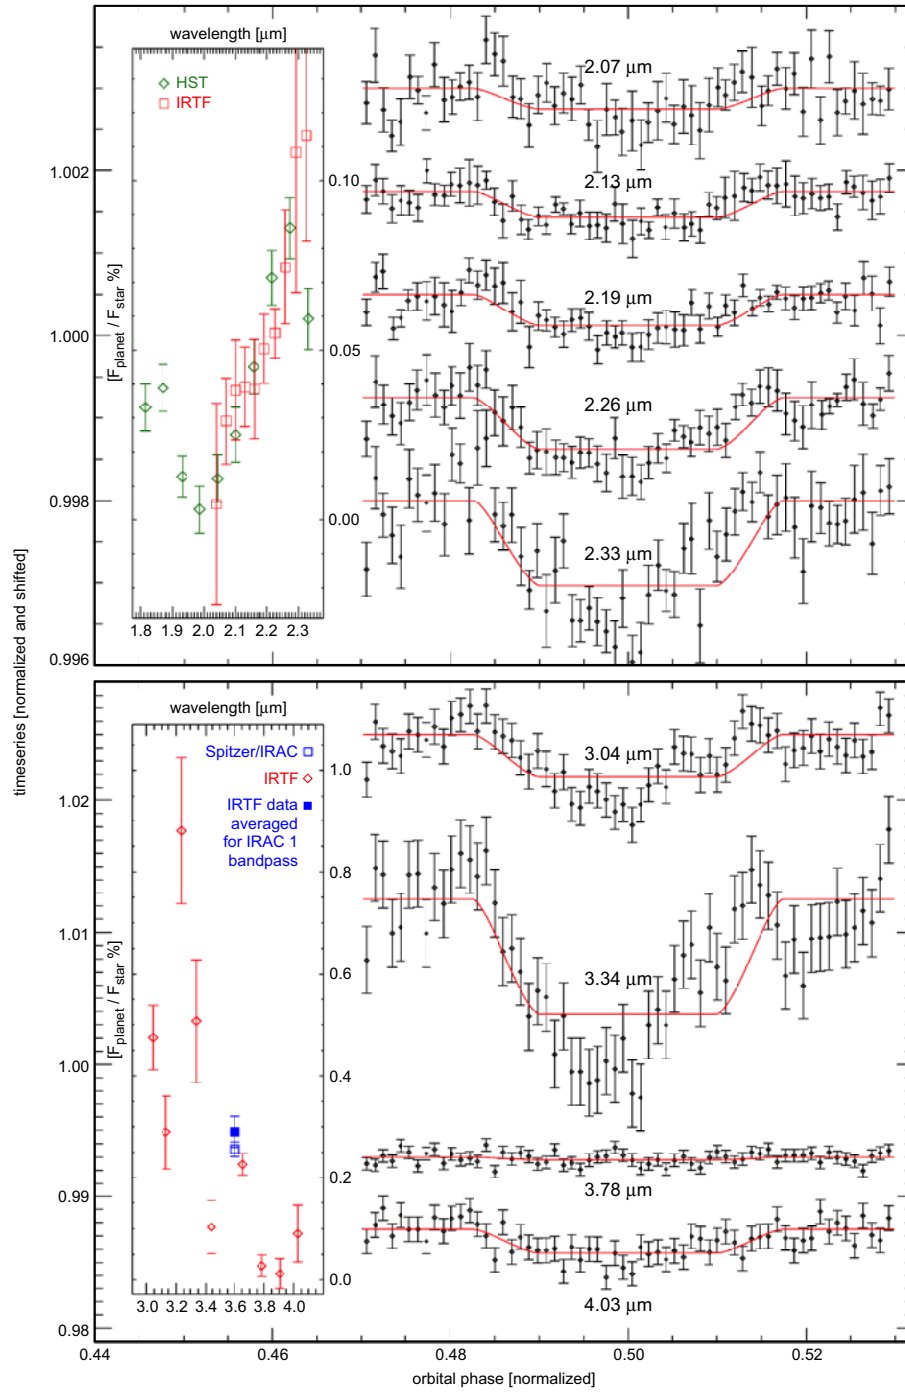 wavelength [μm]
HST
IRTF
[F planet / F star %]
0.10
0.05
0.00
1.8 1.9 2.0 2.1 2.2 2.3
2.07 μm
2.13 μm
2.19 μm
2.26 μm
2.33 μm
1.002
1.000
0.998
0.996
timeseries [normalized and shifted]
wavelength [μm]
Spitzer/IRAC
IRTF
IRTF data
averaged
for IRAC 1
bandpass
[F planet / F star %]
1.0
0.8
0.6
0.4
0.2
0.0
3.0 3.2 3.4 3.6 3.8 4.0
3.04 μm
3.34 μm
3.78 μm
4.03 μm
1.02
1.01
1.00
0.99
0.98
0.44 0.46 0.48 0.50 0.52
orbital phase [normalized]